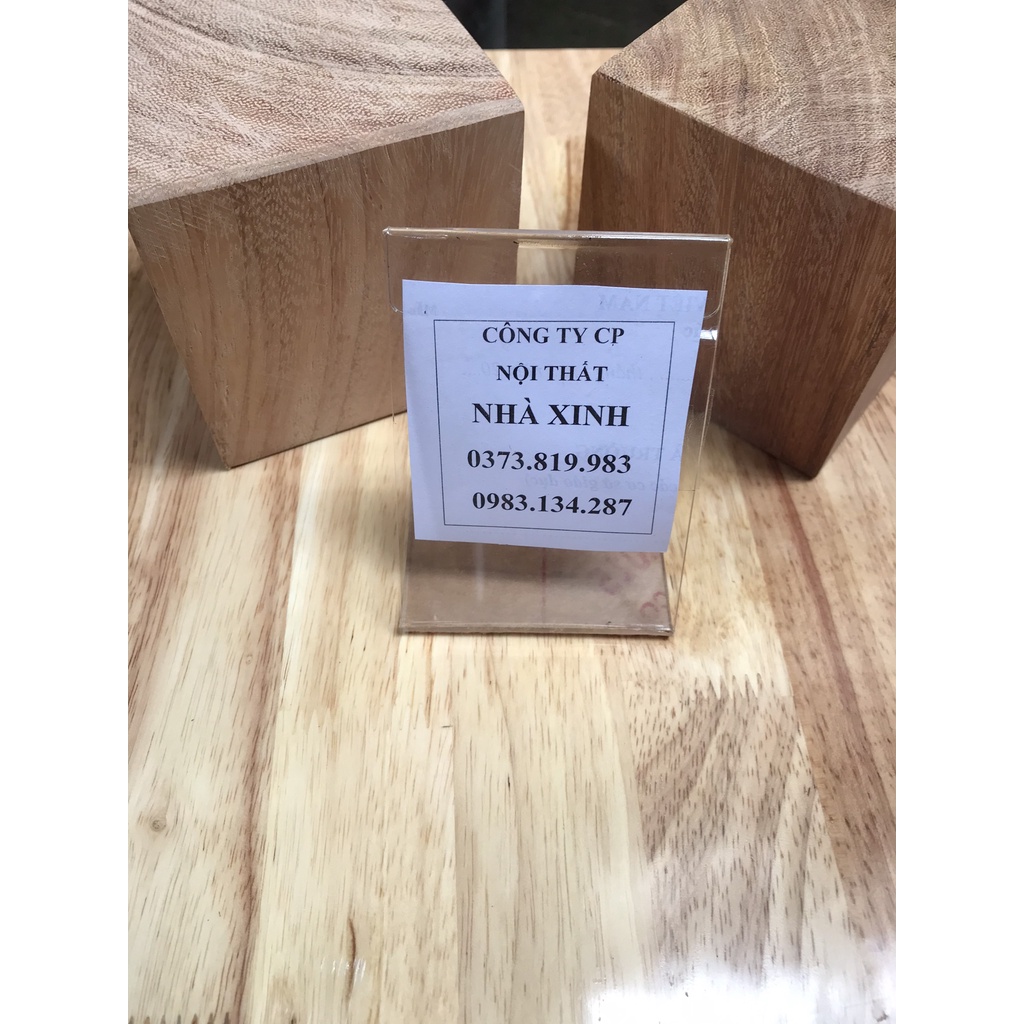 CÔNG TY CP
NỘI THẤT
NHÀ XINH
0373.819.983
0983.134.287